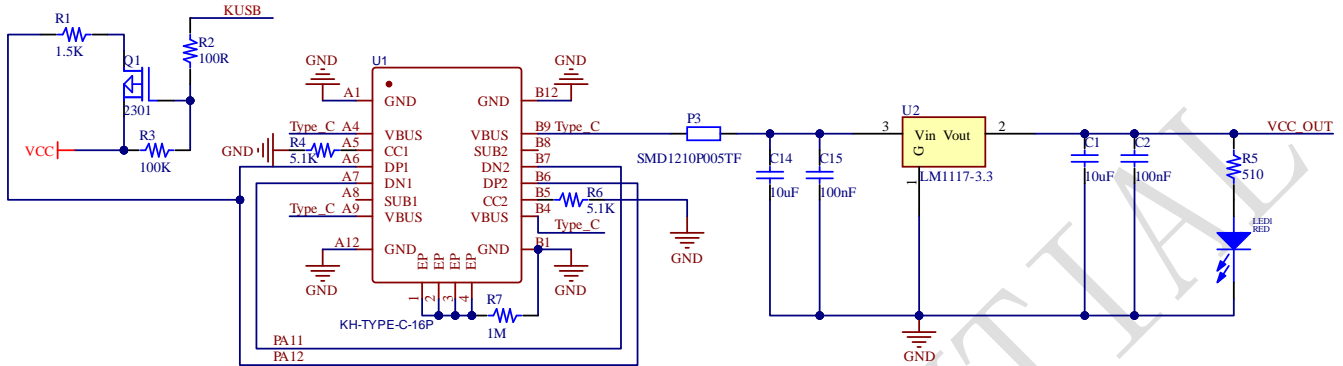 KUSB
R1
1.5K
R2
100R
Q1
2301
R3
100K
VCC
U1
GND
A1
GND
GND
B12
GND
Type_C
A4
VBUS
VBUS
B9
Type_C
R4
5.1K
GND
A5
CC1
SUB2
B8
A6
DP1
DN2
B7
A7
DN1
DP2
B6
A8
SUB1
CC2
B5
R6
5.1K
Type_C
A9
VBUS
VBUS
B4
Type_C
A12
GND
GND
B1
GND
GND
GND
EP
EP
EP
EP
1
2
3
4
R7
1M
KH-TYPE-C-16P
PA11
PA12
P3
SMD1210P005TF
C14
10uF
C15
100nF
U2
3
Vin
Vout
2
G
1
LM1117-3.3
GND
C1
10uF
C2
100nF
VCC_OUT
R5
510
LED1
RED
TIAL